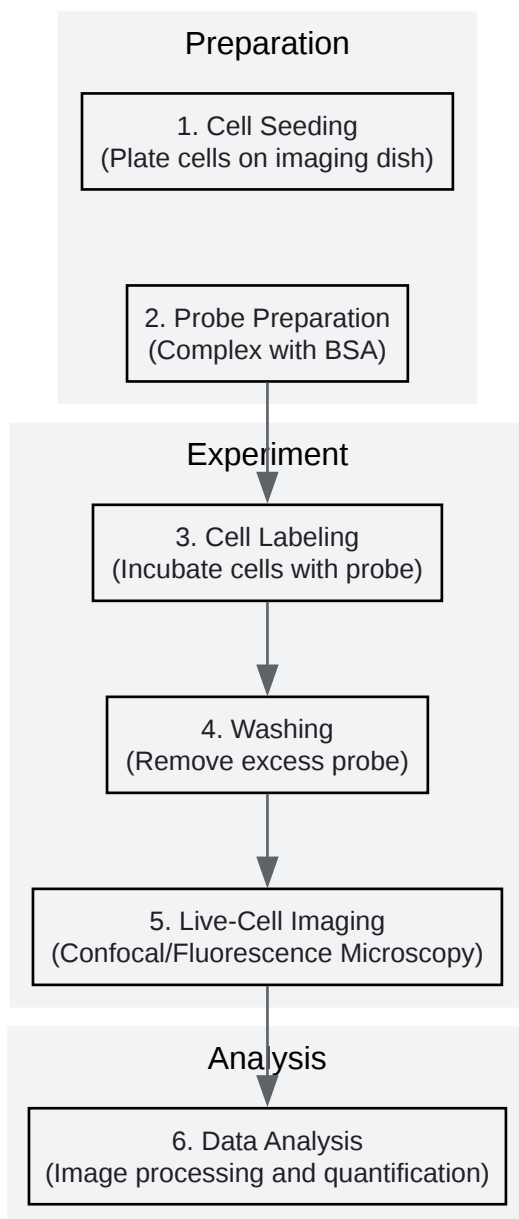 Preparation
1. Cell Seeding
(Plate cells on imaging dish)
2. Probe Preparation
(Complex with BSA)
Experiment
3. Cell Labeling
(Incubate cells with probe)
4. Washing
(Remove excess probe)
5. Live-Cell Imaging
(Confocal/Fluorescence Microscopy)
Analysis
6. Data Analysis
(Image processing and quantification)